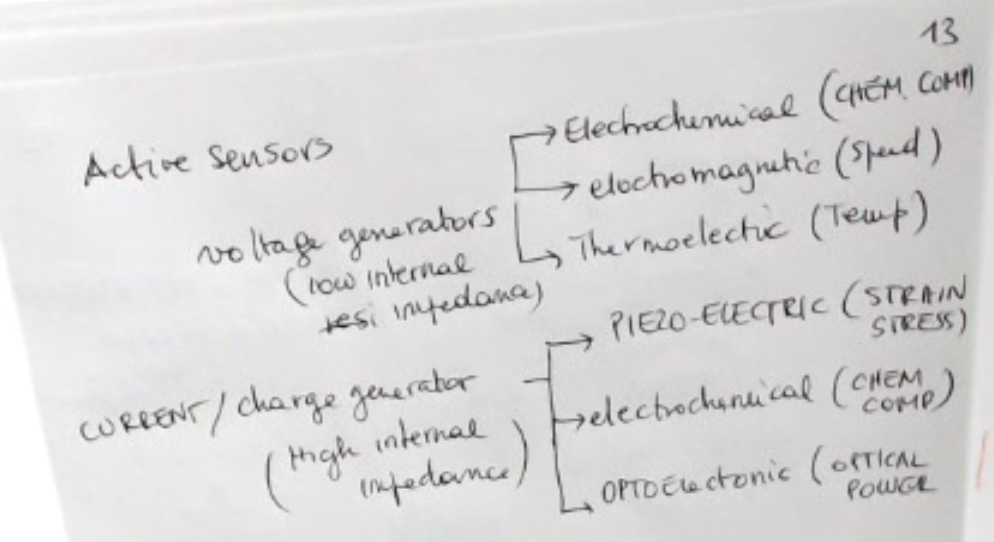 13
Active Sensors
voltage generators
(low internal
resi impedana)
Electrochemical (CHEM. COMP)
electromagnetic (Speed)
Thermoelectic (Temp)
CURRENT/charge generator
(High internal
impedance)
PIEZO-ELECTRIC (STRAIN
STRESS)
electrochemical (CHEM
COMP)
OPTOElectonic (OPTICAL
POWER